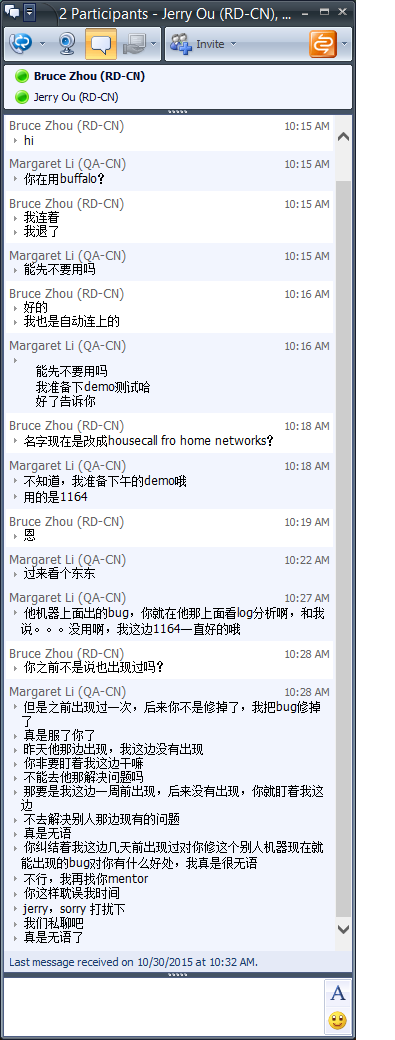 2 Participants - Jerry Ou (RD-CN), ...
Invite
Bruce Zhou (RD-CN)
Jerry Ou (RD-CN)
Bruce Zhou (RD-CN) 10:15 AM
hi
Margaret Li (QA-CN) 10:15 AM
你在用buffalo?
Bruce Zhou (RD-CN) 10:15 AM
我连着
我退了
Margaret Li (QA-CN) 10:15 AM
能先不要用吗
Bruce Zhou (RD-CN) 10:16 AM
好的
我也是自动连上的
Margaret Li (QA-CN) 10:16 AM
能先不要用吗
我准备下demo测试哈
好了告诉你
Bruce Zhou (RD-CN) 10:18 AM
名字现在是改成housecall fro home networks?
Margaret Li (QA-CN) 10:18 AM
不知道，我准备下午的demo哦
用的是1164
Bruce Zhou (RD-CN) 10:19 AM
恩
Margaret Li (QA-CN) 10:22 AM
过来看个东东
Margaret Li (QA-CN) 10:27 AM
他机器上面出的bug，你就在他那上面看log分析啊，和我
说。。。没用啊，我这边1164一直好的哦
Bruce Zhou (RD-CN) 10:28 AM
你之前不是说也出现过吗?
Margaret Li (QA-CN) 10:28 AM
但是之前出现过一次，后来你不是修掉了，我把bug修掉
了
真是服了你了
昨天他那边出现，我这边没有出现
你非要盯着我这边干嘛
不能去他那解决问题吗
那要是我这边一周前出现，后来没有出现，你就盯着我这
边
不去解决别人那边现有的问题
真是无语
你纠结着我这边几天前出现过对你修这个别人机器现在就
能出现的bug对你有什么好处，我真是很无语
不行，我再找你mentor
你这样耽误我时间
jerry，sorry 打扰下
我们私聊吧
真是无语了
Last message received on 10/30/2015 at 10:32 AM.
A